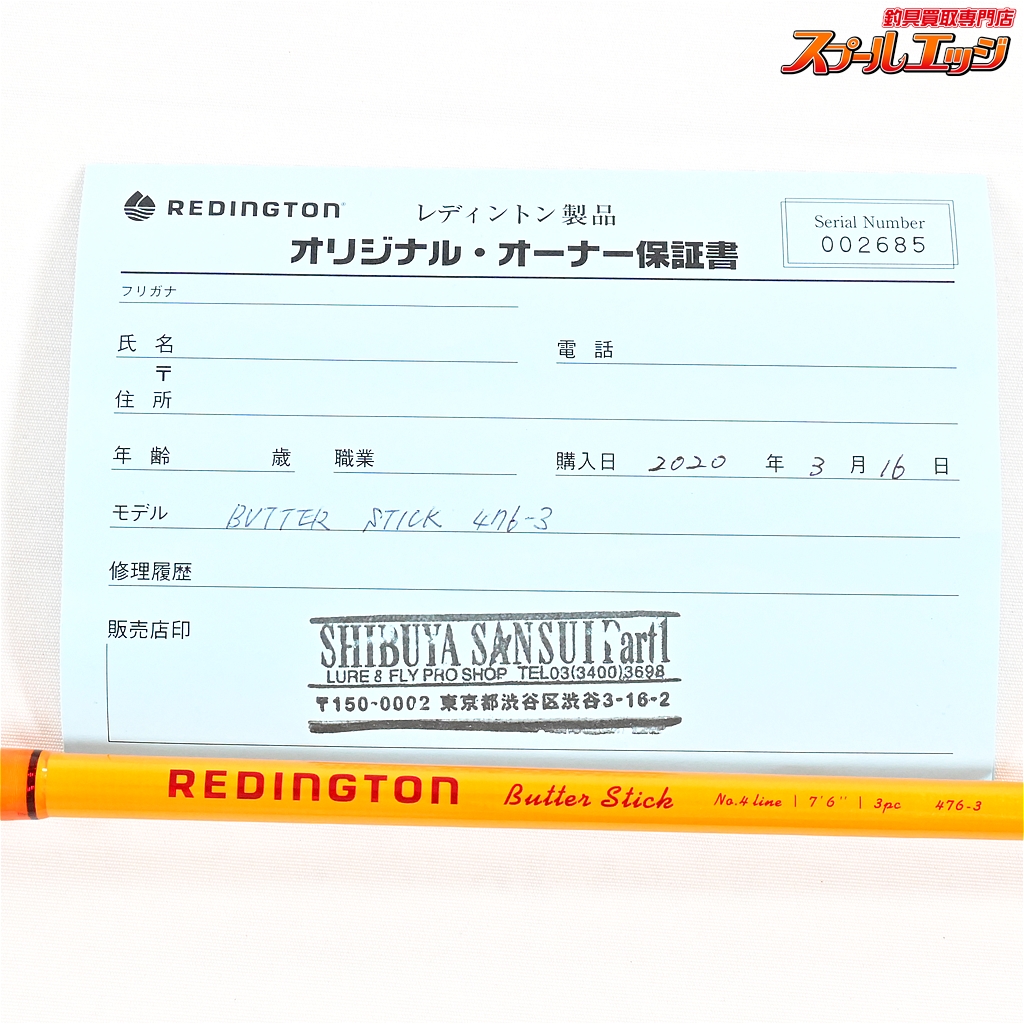 釣具買取専門店
スプールエッジ
REDINGTON レディントン製品
Serial Number
002685
オリジナル・オーナー保証書
フリガナ
氏 名 電 話
〒
住 所
年 齢 歳 職業 購入日 2020 年 3 月 16 日
モデル BUTTER STICK 476-3
修理履歴
販売店印
SHIBUYA SANSUI Part1
LURE & FLY PRO SHOP TEL03(3400)3698
〒150-0002 東京都渋谷区渋谷3-16-2
REDINGTON Butter Stick No.4 line | 7'6" | 3pc 476-3